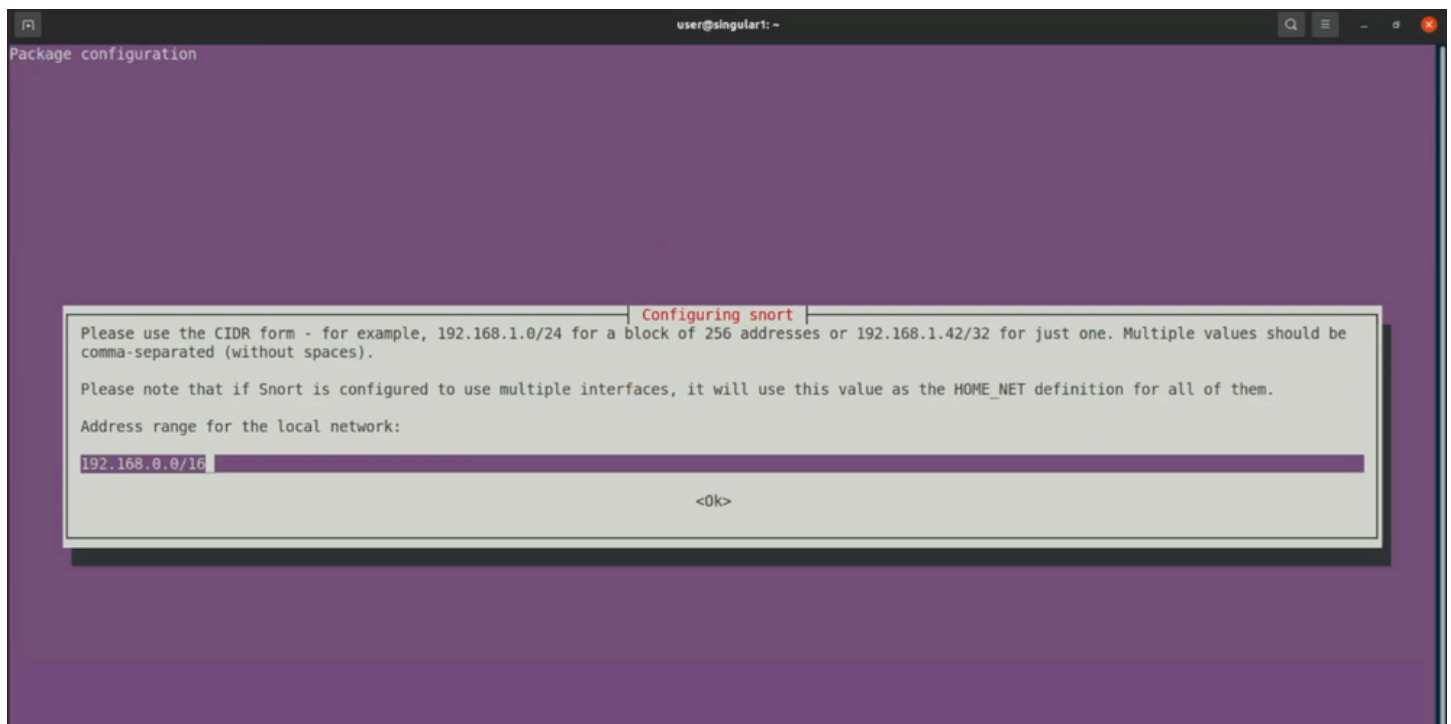 user@singular1: ~
Package configuration
Configuring snort
Please use the CIDR form - for example, 192.168.1.0/24 for a block of 256 addresses or 192.168.1.42/32 for just one. Multiple values should be
comma-separated (without spaces).
Please note that if Snort is configured to use multiple interfaces, it will use this value as the HOME_NET definition for all of them.
Address range for the local network:
192.168.0.0/16
<Ok>